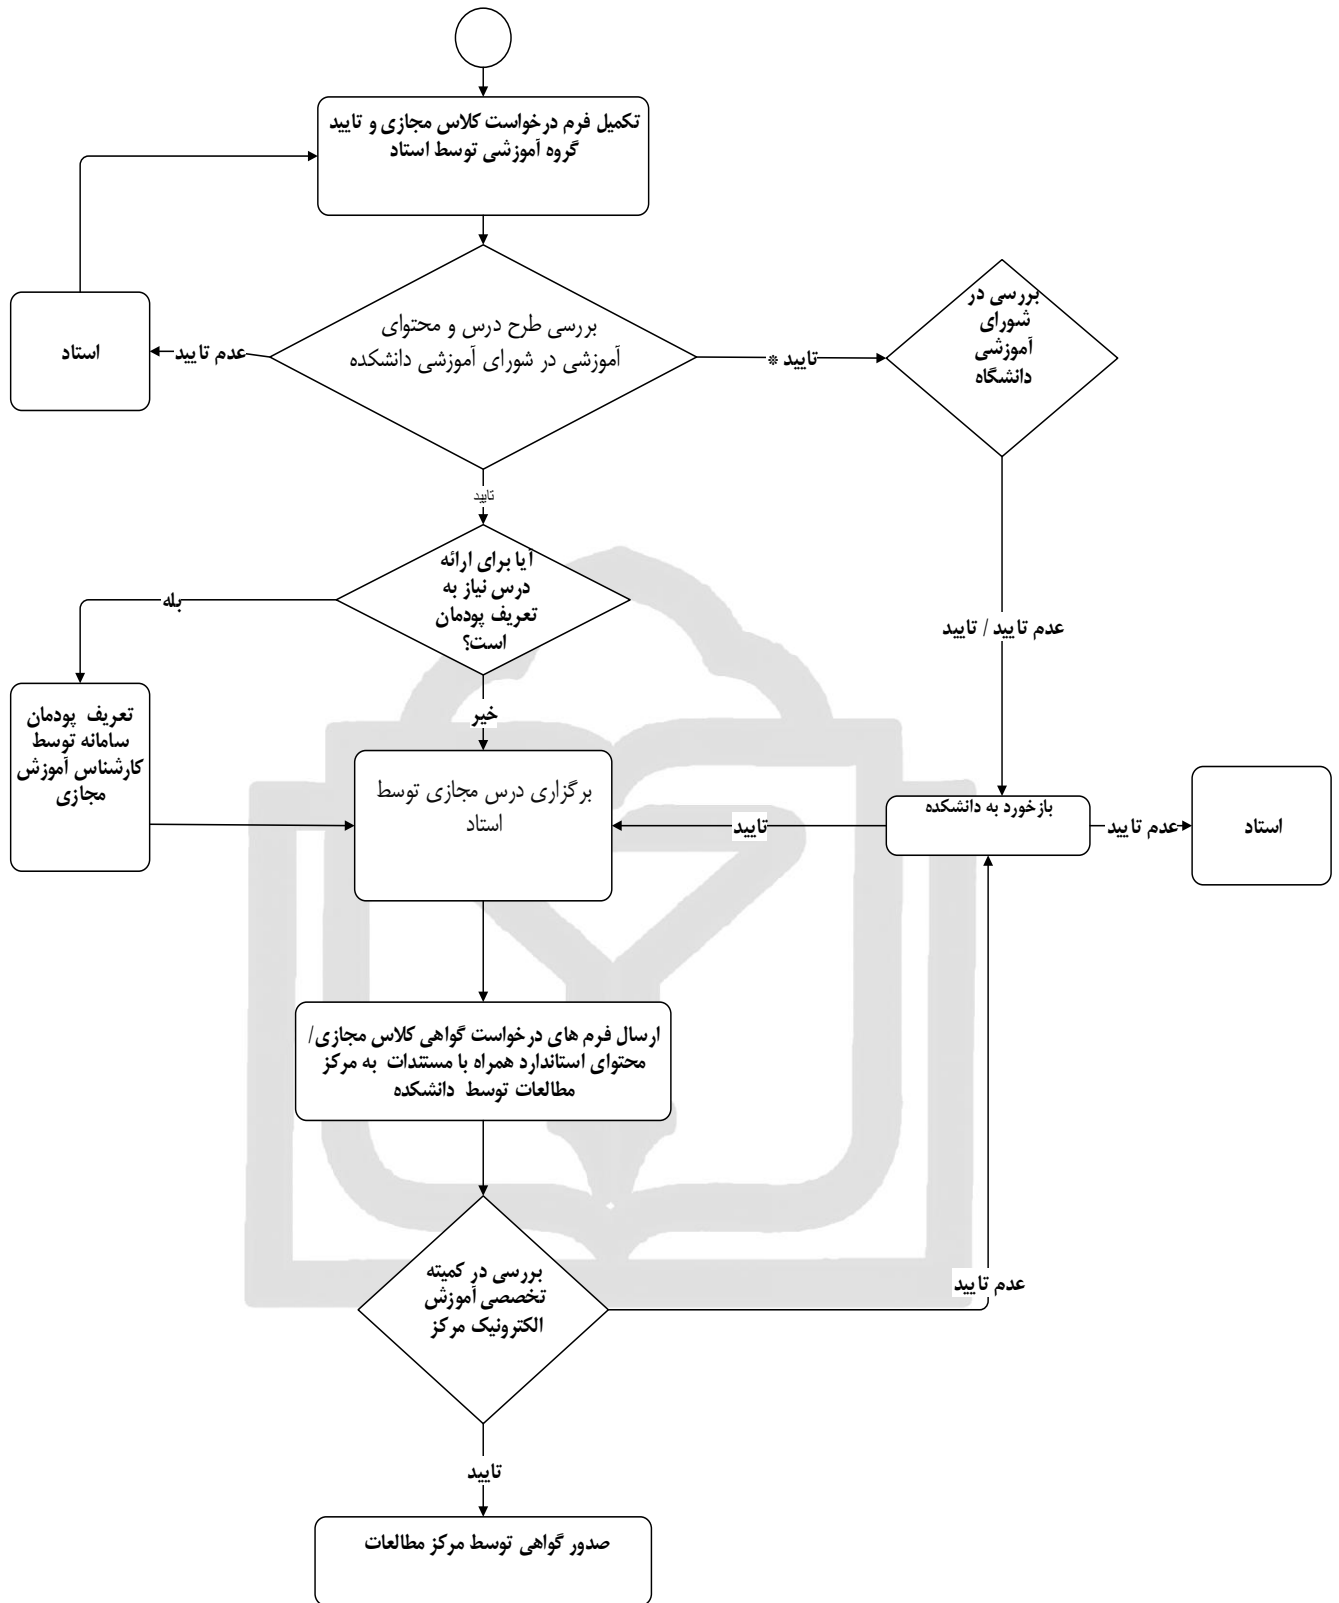 تکمیل فرم درخواست کلاس مجازی و تایید
گروه آموزشی توسط استاد
بررسی در
شورای
آموزشی
دانشگاه
بررسی طرح درس و محتوای
آموزشی در شورای آموزشی دانشکده
استاد
عدم تایید
تایید *
تایید
آیا برای ارائه
درس نیاز به
تعریف پودمان
است؟
بله
عدم تایید / تایید
خیر
تعریف پودمان
سامانه توسط
کارشناس آموزش
مجازی
برگزاری درس مجازی توسط
استاد
تایید
بازخورد به دانشکده
عدم تایید
استاد
ارسال فرم های درخواست گواهی کلاس مجازی/
محتوای استاندارد همراه با مستندات به مرکز
مطالعات توسط دانشکده
بررسی در کمیته
تخصصی آموزش
الکترونیک مرکز
عدم تایید
تایید
صدور گواهی توسط مرکز مطالعات